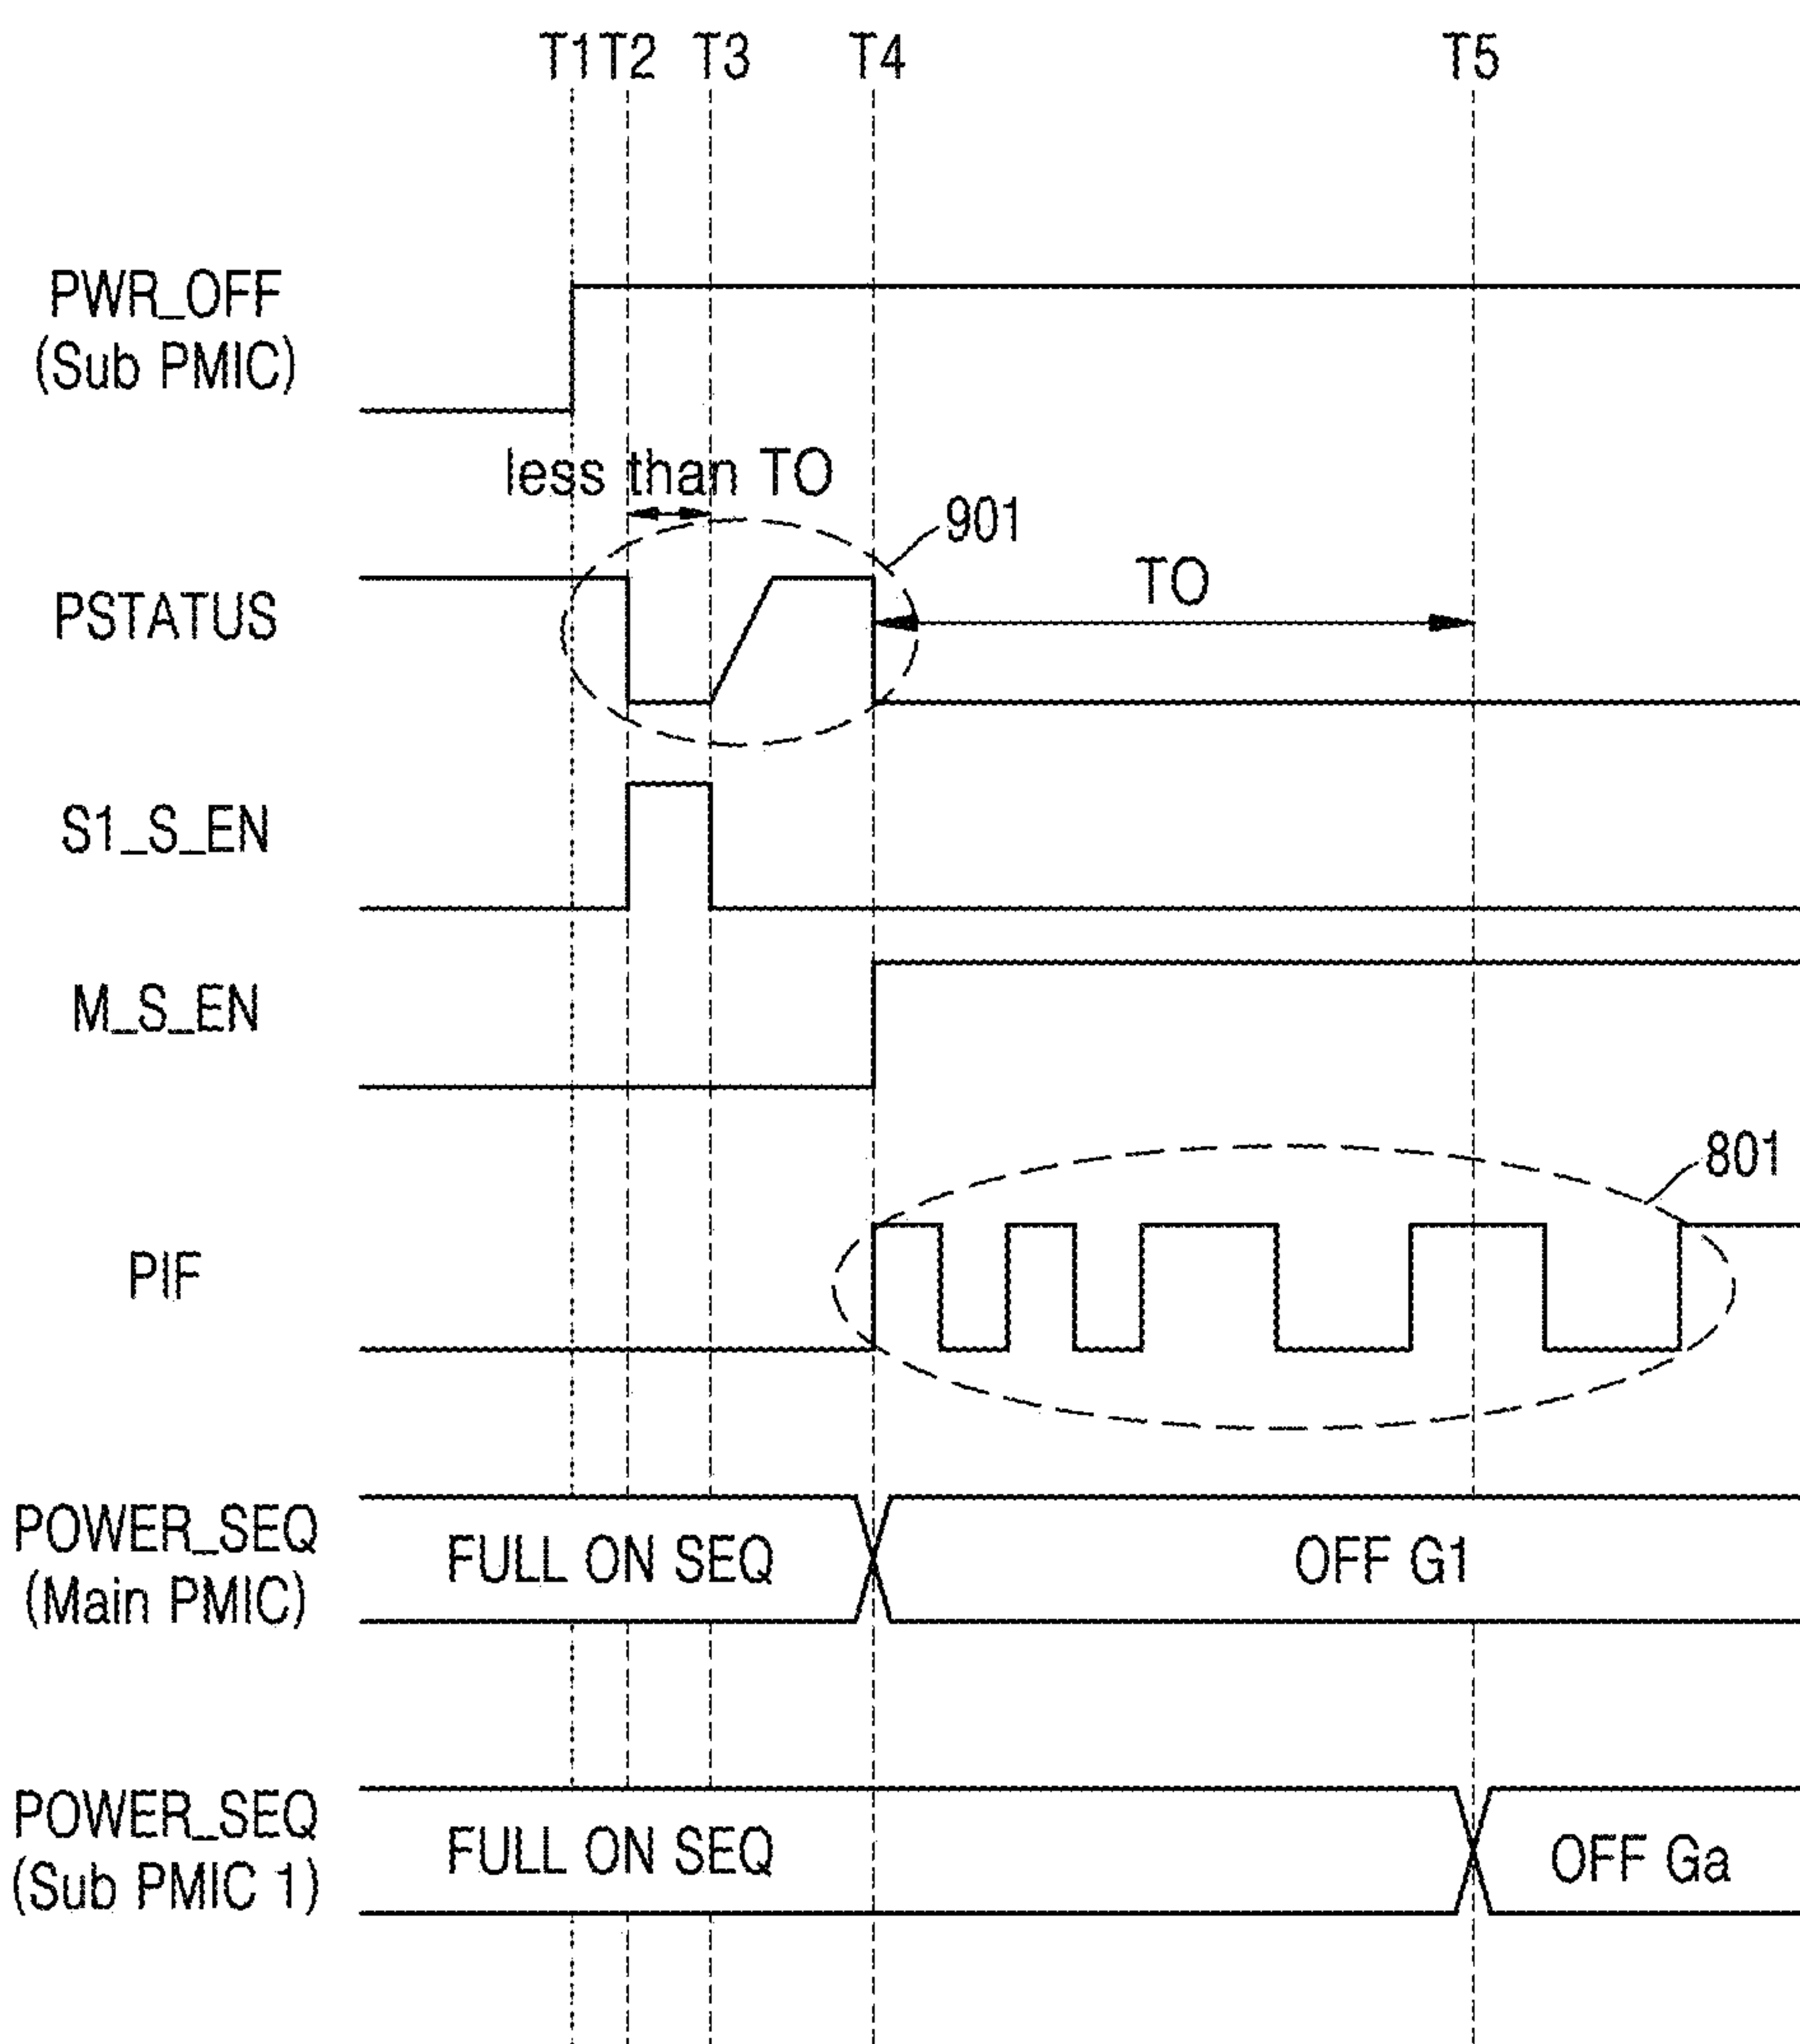 T1 T2 T3 T4 T5
PWR_OFF
(Sub PMIC)
less than TO
901
TO
PSTATUS
S1_S_EN
M_S_EN
801
PIF
POWER_SEQ
(Main PMIC)
FULL ON SEQ
OFF G1
POWER_SEQ
(Sub PMIC 1)
FULL ON SEQ
OFF Ga